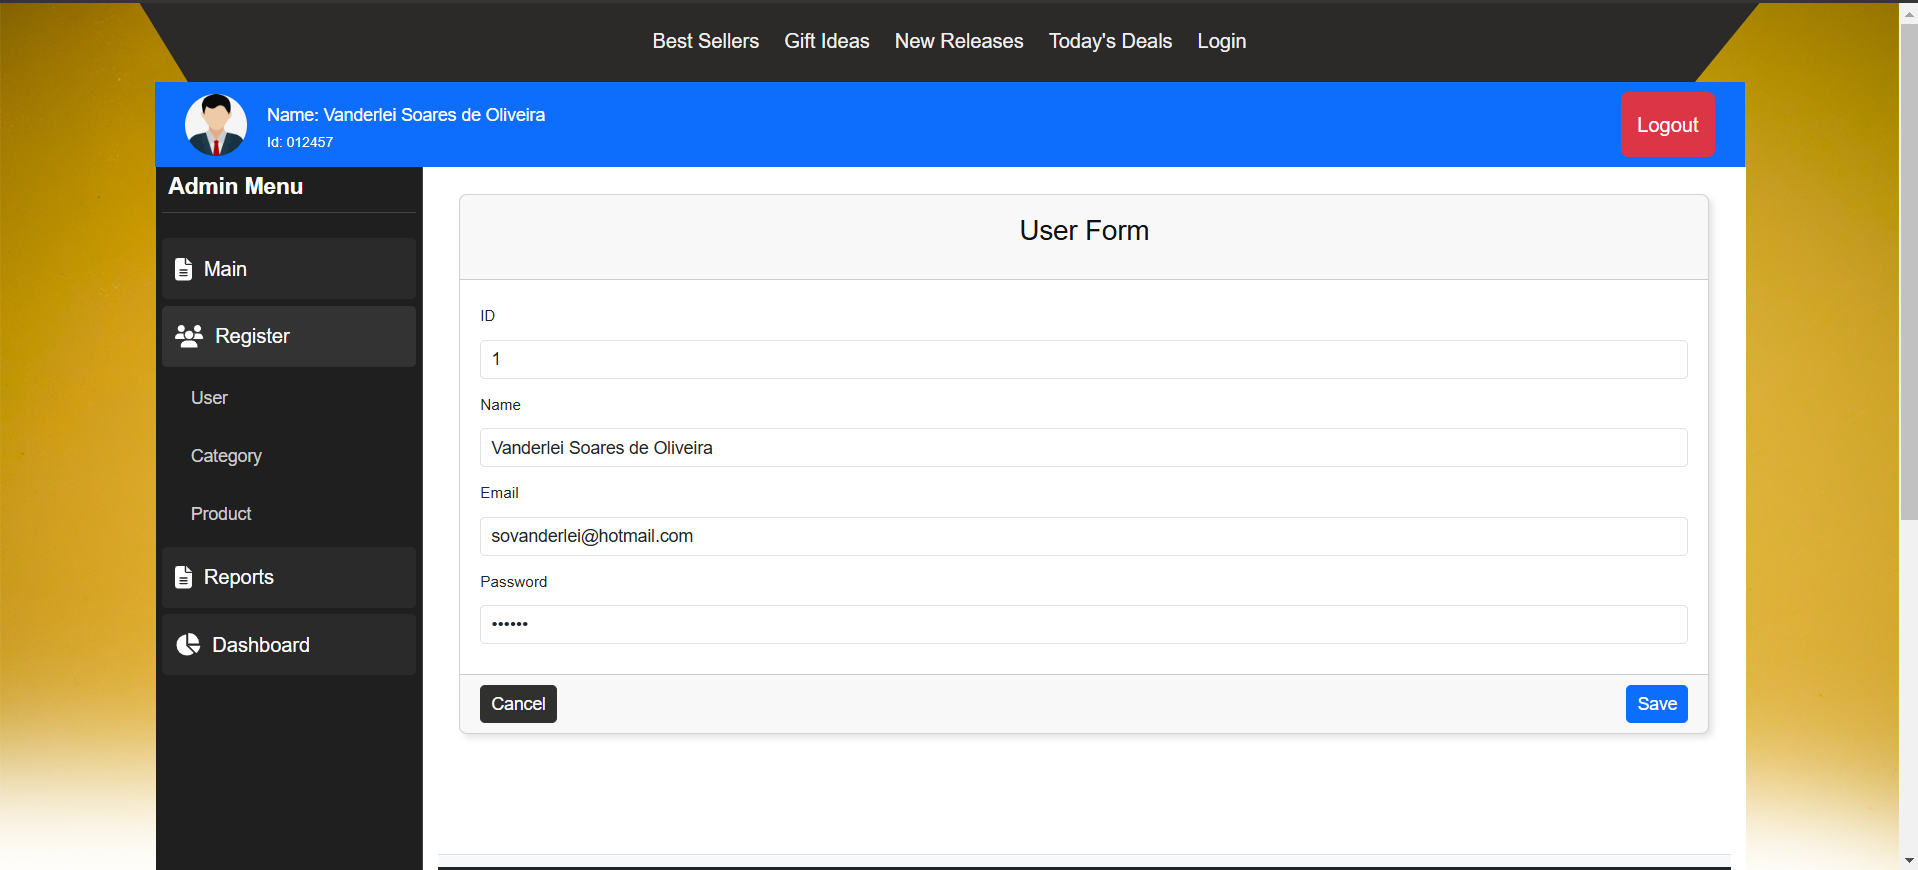 Best Sellers Gift Ideas New Releases Today's Deals Login
Name: Vanderlei Soares de Oliveira
Id: 012457
Logout
Admin Menu
Main
Register
User
Category
Product
Reports
Dashboard
User Form
ID
1
Name
Vanderlei Soares de Oliveira
Email
sovanderlei@hotmail.com
Password
••••••
Cancel
Save